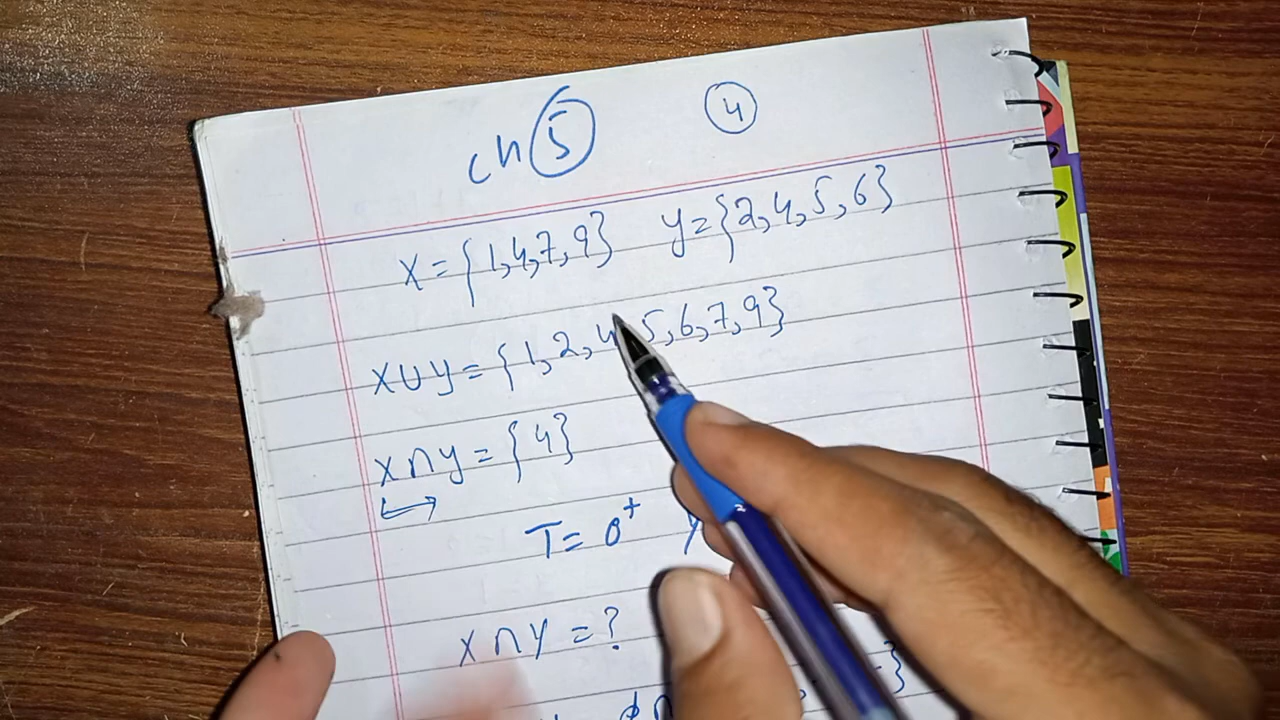 ch 5 4
X = {1,4,7,9} y = {2,4,5,6}
X ∪ y = {1,2,4,5,6,7,9}
X ∩ y = {4}
T = 0⁺ y
X ∩ y = ?